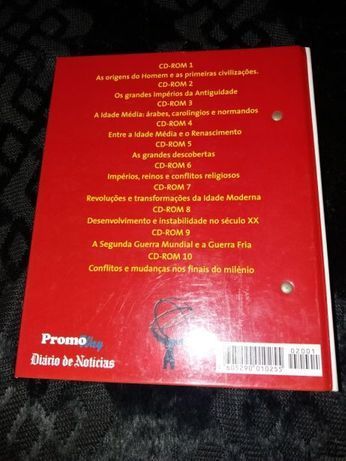 CD-ROM 1
As origens do Homem e as primeiras civilizações.
CD-ROM 2
Os grandes impérios da Antiguidade
CD-ROM 3
A Idade Média: árabes, carolíngios e normandos
CD-ROM 4
Entre a Idade Média e o Renascimento
CD-ROM 5
As grandes descobertas
CD-ROM 6
Impérios, reinos e conflitos religiosos
CD-ROM 7
Revoluções e transformações da Idade Moderna
CD-ROM 8
Desenvolvimento e instabilidade no século XX
CD-ROM 9
A Segunda Guerra Mundial e a Guerra Fria
CD-ROM 10
Conflitos e mudanças nos finais do milénio
Promo
Diário de Notícias
02001
5 605290 010255